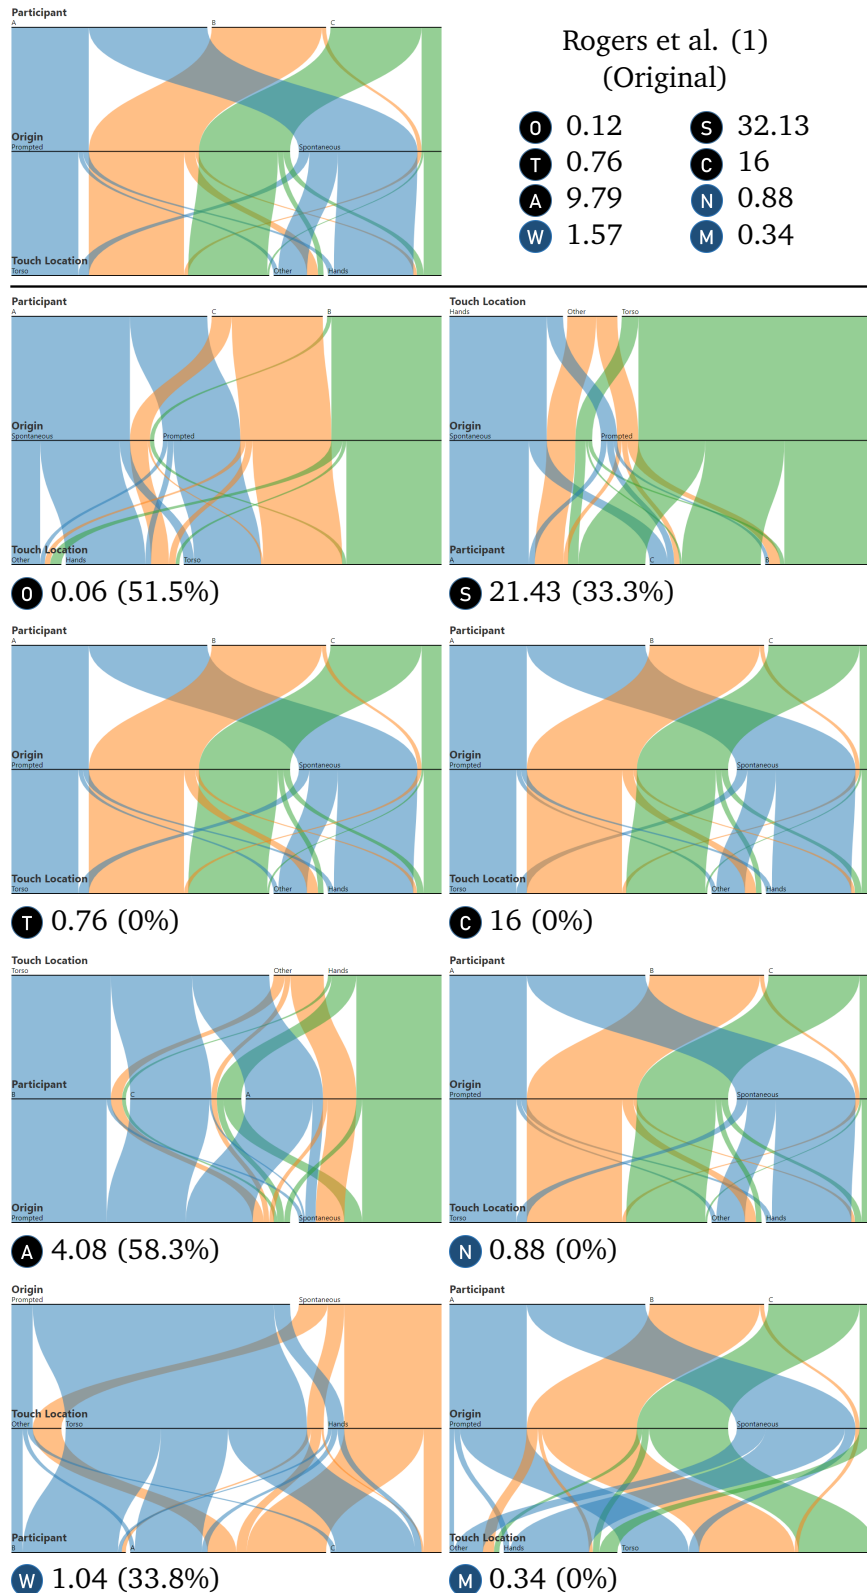 Participant
A B C
Origin
Prompted Spontaneous
Touch Location
Torso Other Hands
Rogers et al. (1)
(Original)
O 0.12 S 32.13
T 0.76 C 16
A 9.79 N 0.88
W 1.57 M 0.34
Participant
A C B
Origin
Spontaneous Prompted
Touch Location
Other Hands Torso
O 0.06 (51.5%)
Touch Location
Hands Other Torso
Origin
Spontaneous Prompted
Participant
A C B
S 21.43 (33.3%)
Participant
A B C
Origin
Prompted Spontaneous
Touch Location
Torso Other Hands
T 0.76 (0%)
Participant
A B C
Origin
Prompted Spontaneous
Touch Location
Torso Other Hands
C 16 (0%)
Touch Location
Torso Other Hands
Participant
B C A
Origin
Prompted Spontaneous
A 4.08 (58.3%)
Participant
A B C
Origin
Prompted Spontaneous
Touch Location
Torso Other Hands
N 0.88 (0%)
Origin
Prompted Spontaneous
Touch Location
Other Torso Hands
Participant
B A C
W 1.04 (33.8%)
Participant
A B C
Origin
Prompted Spontaneous
Touch Location
Other Hands Torso
M 0.34 (0%)